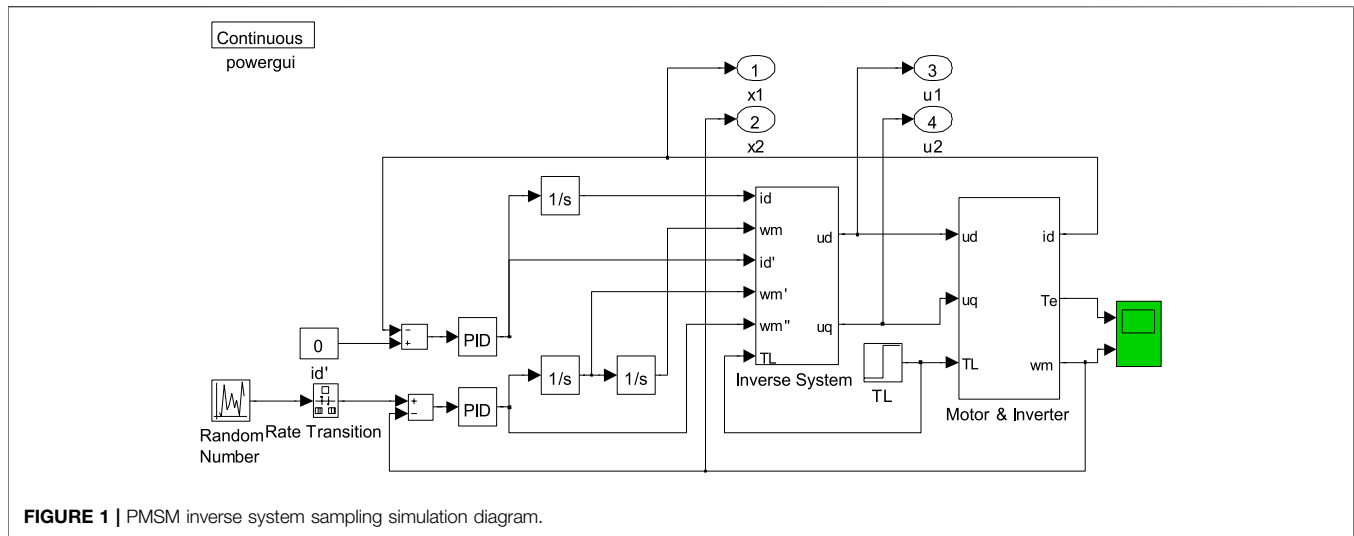 Continuous
powergui
1
x1
2
x2
3
u1
4
u2
1/s
id
wm
id'
wm'
wm"
TL
ud
uq
Inverse System
ud
uq
TL
id
Te
wm
Motor & Inverter
TL
0
id'
-
+
PID
1/s
1/s
+
-
PID
Random
Number
Rate Transition
FIGURE 1 | PMSM inverse system sampling simulation diagram.